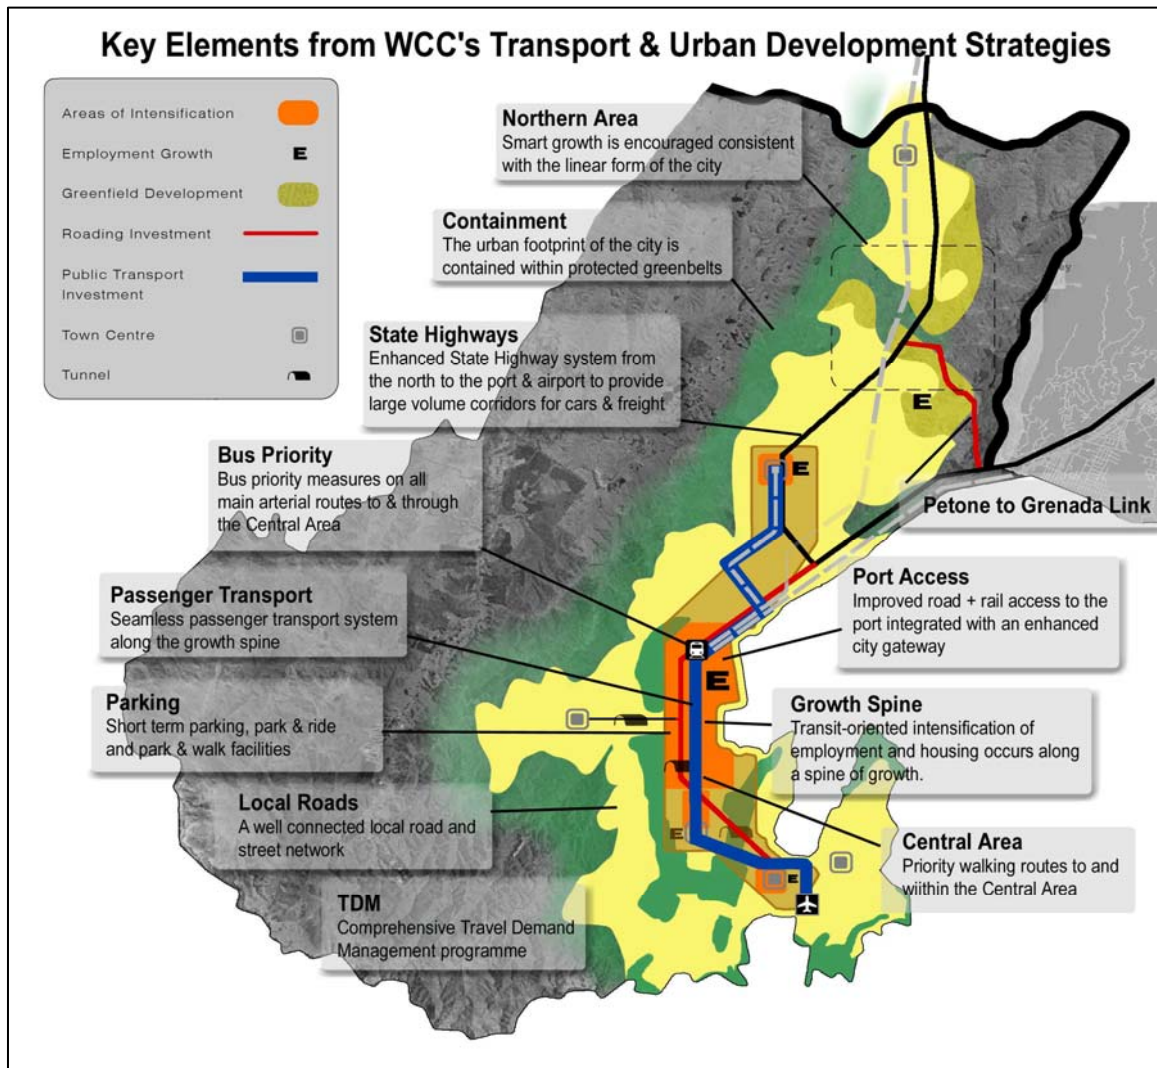 Key Elements from WCC's Transport & Urban Development Strategies
Areas of Intensification
Employment Growth
E
Greenfield Development
Roading Investment
Public Transport
Investment
Town Centre
Tunnel
Northern Area
Smart growth is encouraged consistent
with the linear form of the city
Containment
The urban footprint of the city is
contained within protected greenbelts
State Highways
Enhanced State Highway system from
the north to the port & airport to provide
large volume corridors for cars & freight
E
Bus Priority
Bus priority measures on all
main arterial routes to & through
the Central Area
E
Petone to Grenada Link
Passenger Transport
Seamless passenger transport system
along the growth spine
Port Access
Improved road + rail access to the
port integrated with an enhanced
city gateway
E
Parking
Short term parking, park & ride
and park & walk facilities
Growth Spine
Transit-oriented intensification of
employment and housing occurs along
a spine of growth.
Local Roads
A well connected local road and
street network
E
Central Area
Priority walking routes to and
wiithin the Central Area
E
TDM
Comprehensive Travel Demand
Management programme